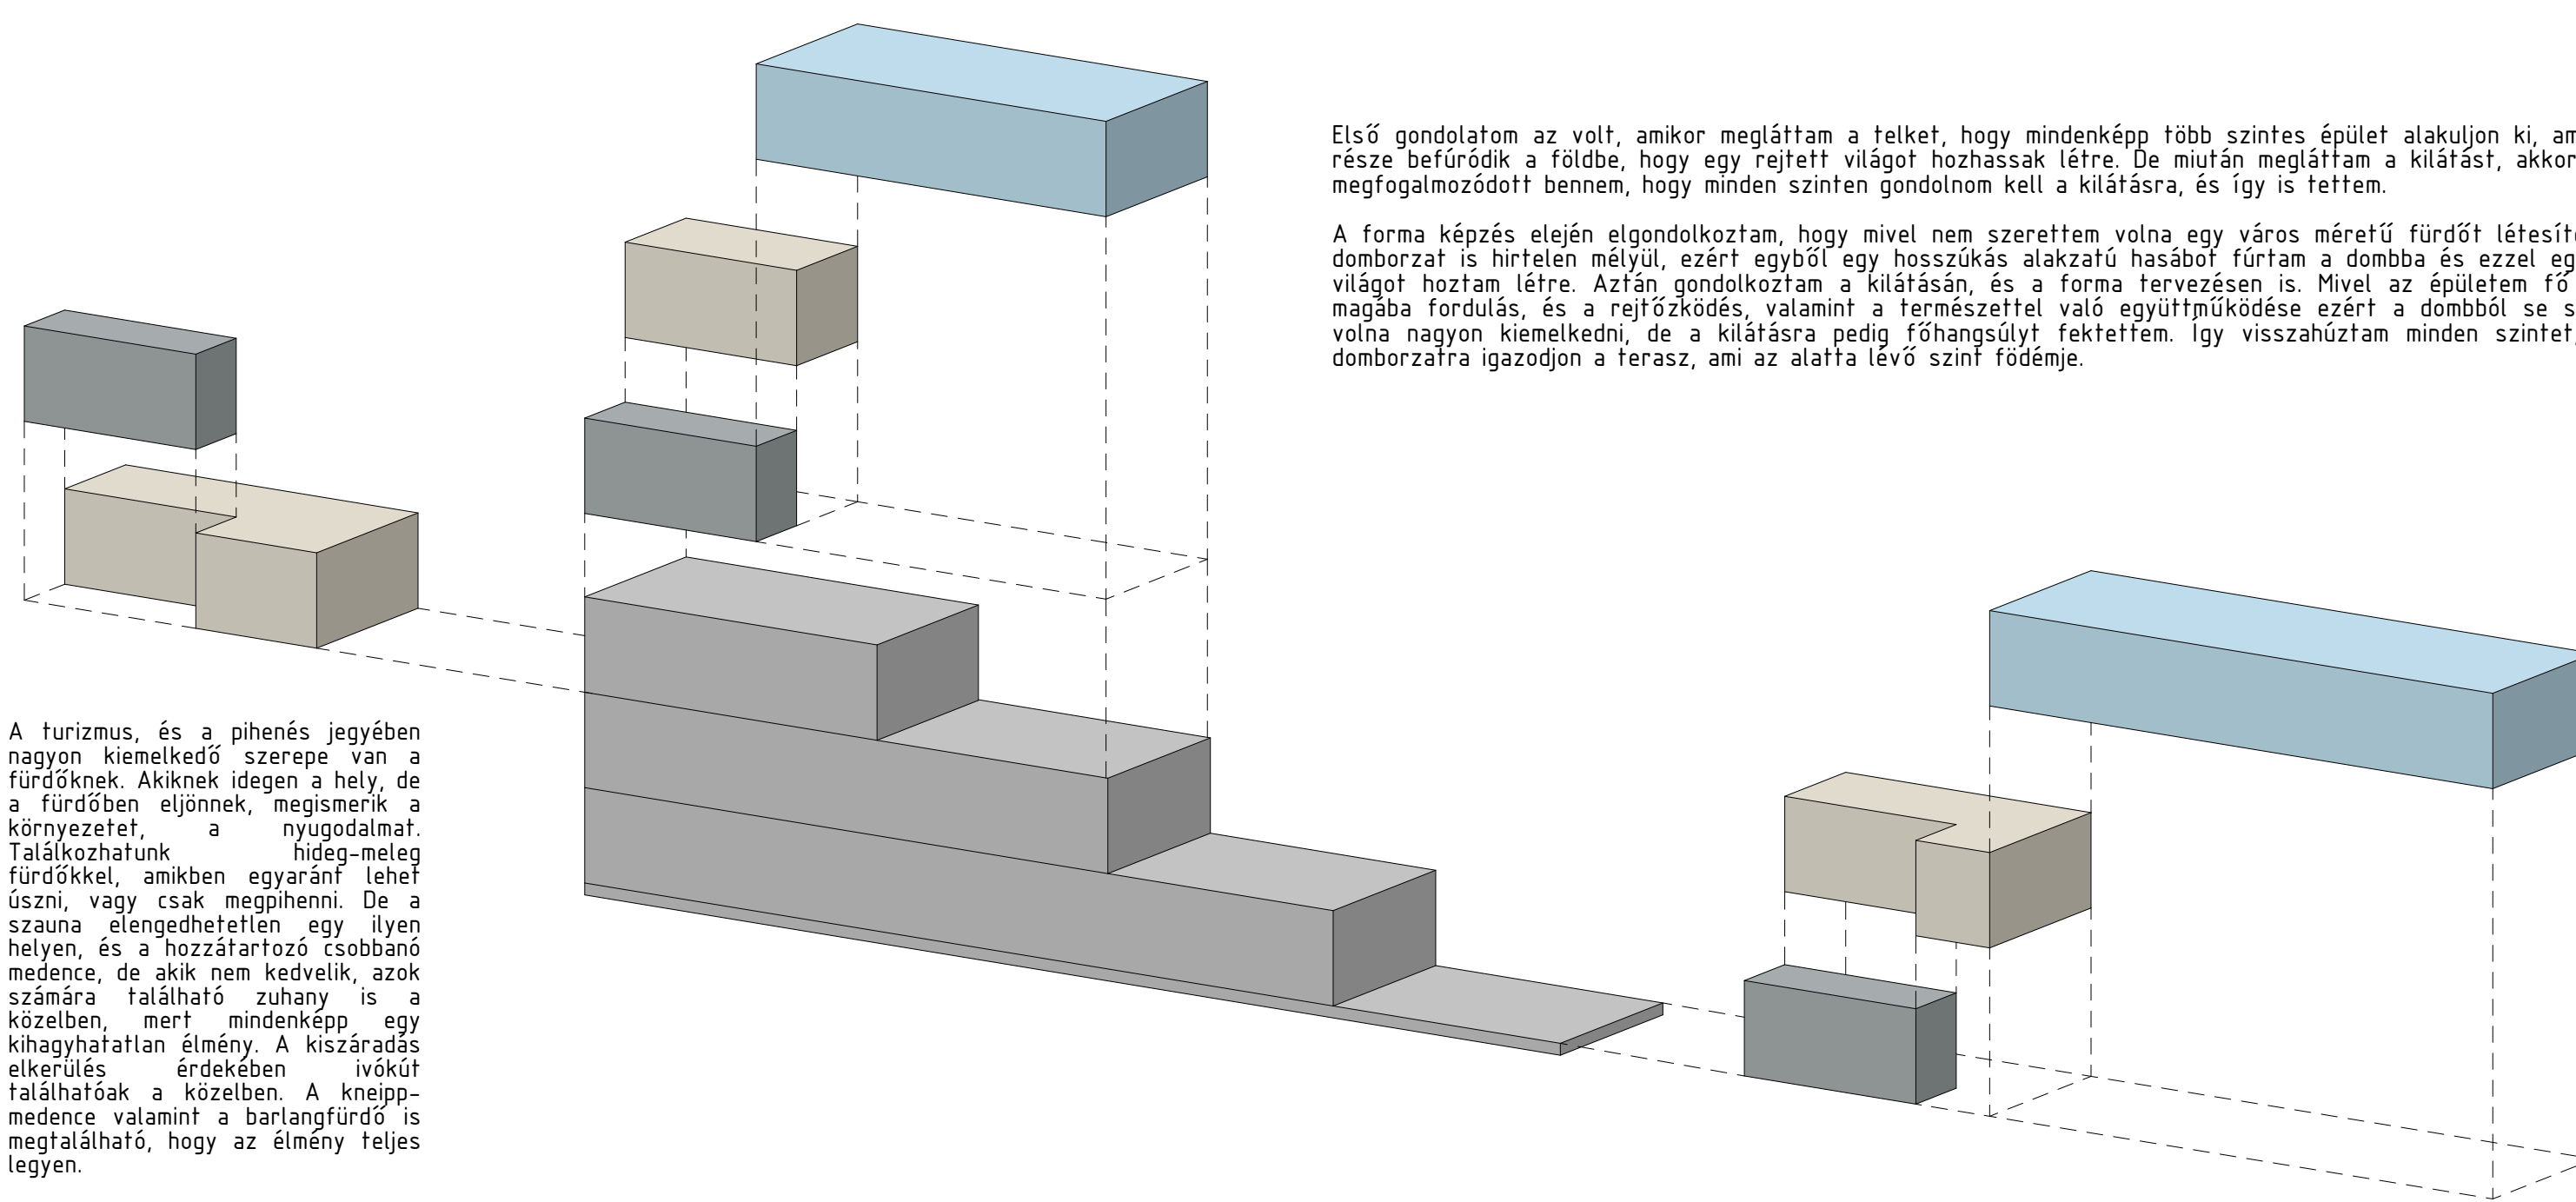 Első gondolatom az volt, amikor megláttam a telket, hogy mindenképp több szintes épület alakuljon ki,
része befúródik a földbe, hogy egy rejtett világot hozhassak létre. De miután megláttam a kilátást, akkor
megfogalmozódott bennem, hogy minden szinten gondolnom kell a kilátásra, és így is tettem.
A forma képzés elején elgondolkoztam, hogy mivel nem szerettem volna egy város méretű fürdőt
domborzat is hirtelen mélyül, ezért egyből egy hosszúkás alakzatú hasábot fúrtam a dombba és ezzel
világot hoztam létre. Aztán gondolkoztam a kilátásán, és a forma tervezésen is. Mivel az épületem fő
magába fordulás, és a rejtőzködés, valamint a természettel való együttműködése ezért a dombból se
volna nagyon kiemelkedni, de a kilátásra pedig főhangsúlyt fektettem. Így visszahúztam minden szintet,
domborzatra igazodjon a terasz, ami az alatta lévő szint födémje.
A turizmus, és a pihenés jegyében
nagyon kiemelkedő szerepe van a
fürdőknek. Akiknek idegen a hely, de
a fürdőben eljönnek, megismerik a
környezetet, a nyugodalmat.
Találkozhatunk hideg-meleg
fürdőkkel, amikben egyaránt lehet
úszni, vagy csak megpihenni. De a
szauna elengedhetetlen egy ilyen
helyen, és a hozzátartozó csobbanó
medence, de akik nem kedvelik, azok
számára található zuhany is a
közelben, mert mindenképp egy
kihagyhatatlan élmény. A kiszáradás
elkerülés érdekében ivókút
találhatóak a közelben. A kneipp-
medence valamint a barlangfürdő is
megtalálható, hogy az élmény teljes
legyen.